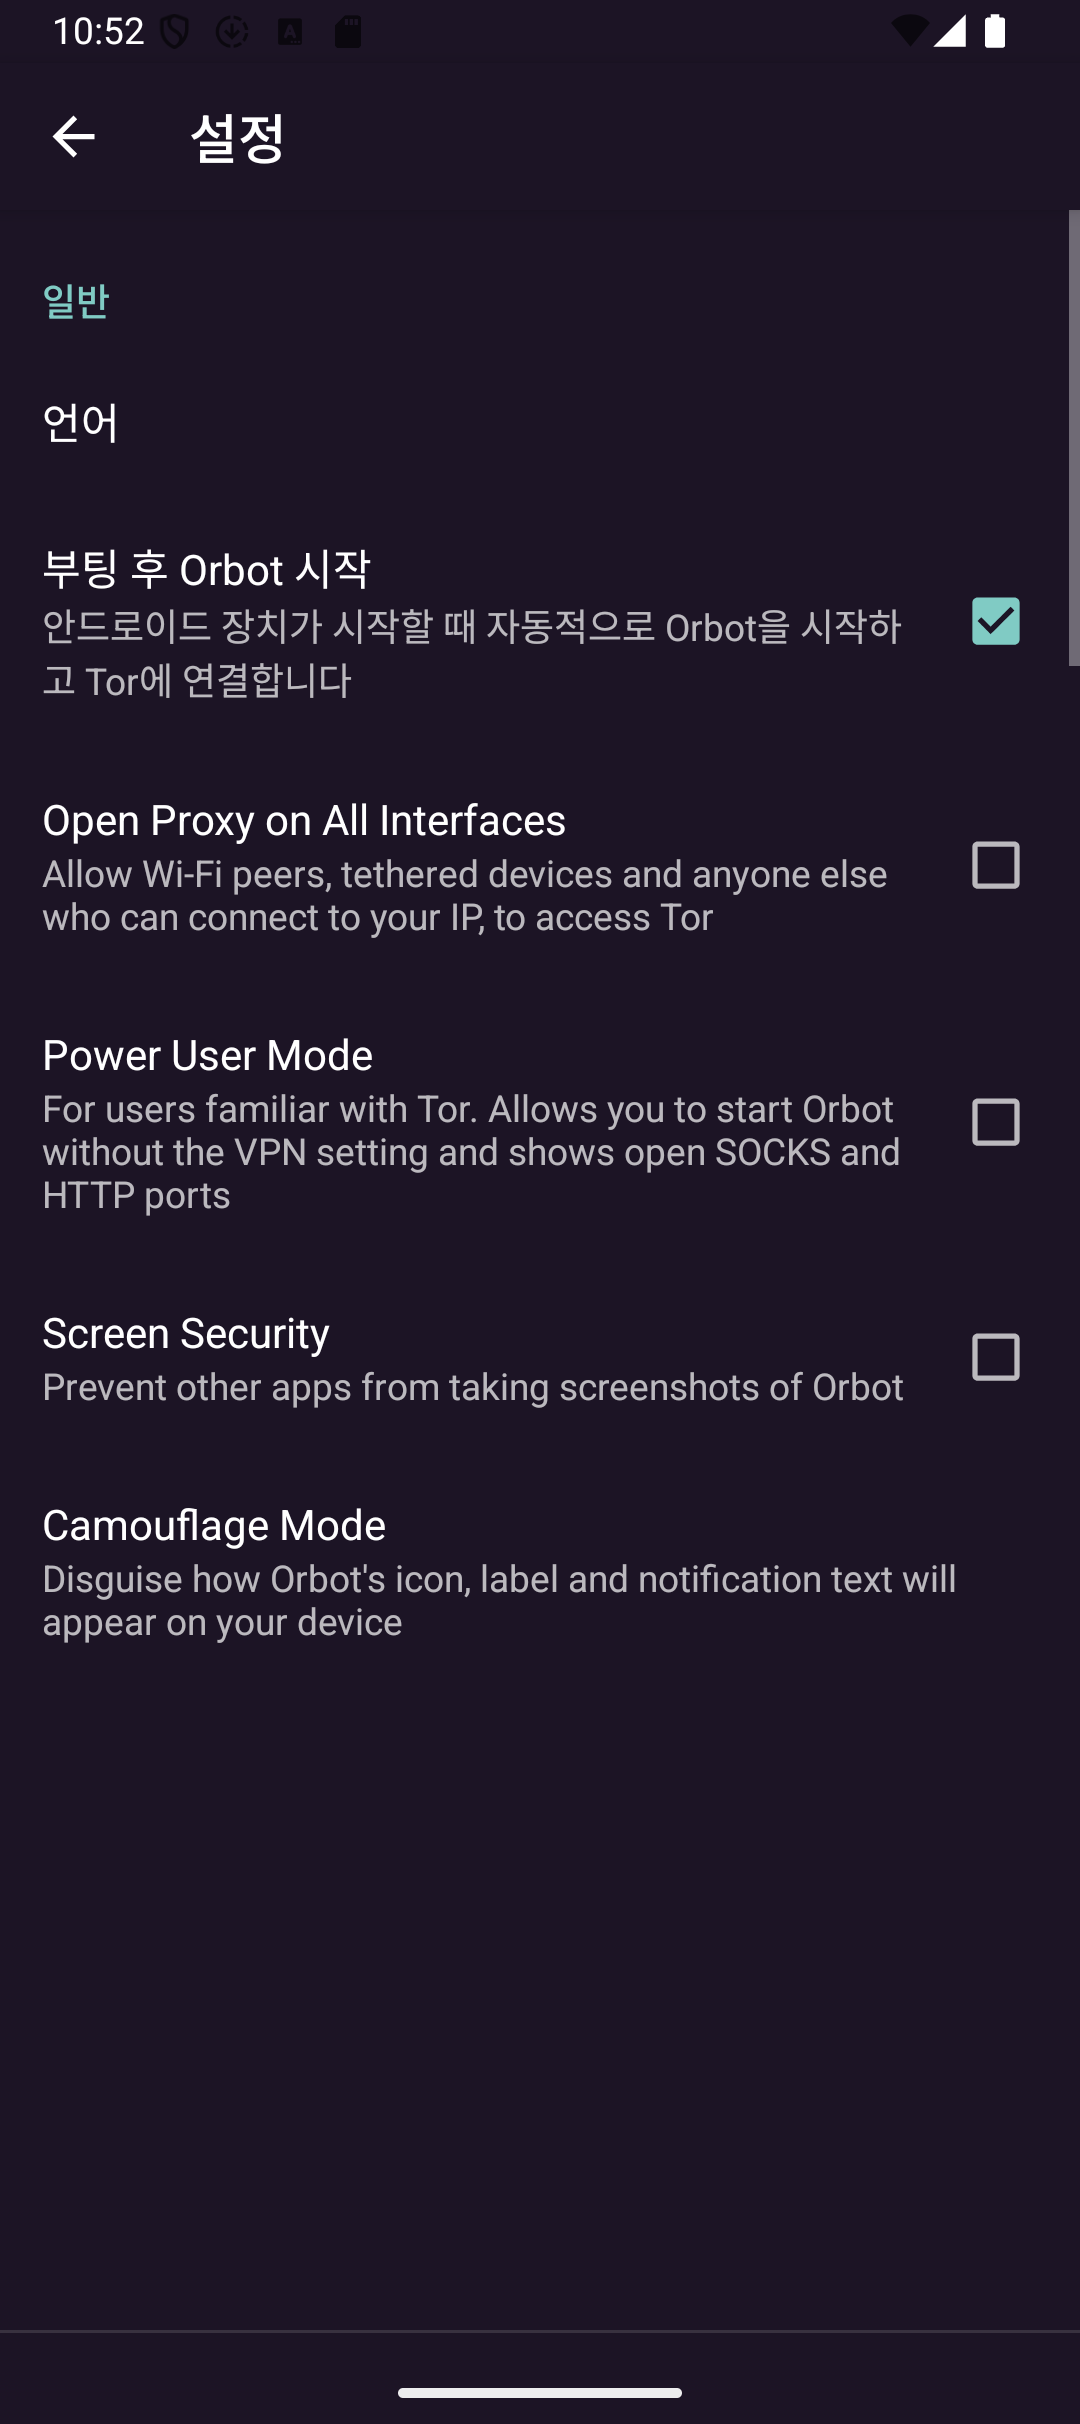 10:52
설정
일반
언어
부팅 후 Orbot 시작
안드로이드 장치가 시작할 때 자동적으로 Orbot을 시작하
고 Tor에 연결합니다
Open Proxy on All Interfaces
Allow Wi-Fi peers, tethered devices and anyone else
who can connect to your IP, to access Tor
Power User Mode
For users familiar with Tor. Allows you to start Orbot
without the VPN setting and shows open SOCKS and
HTTP ports
Screen Security
Prevent other apps from taking screenshots of Orbot
Camouflage Mode
Disguise how Orbot's icon, label and notification text will
appear on your device